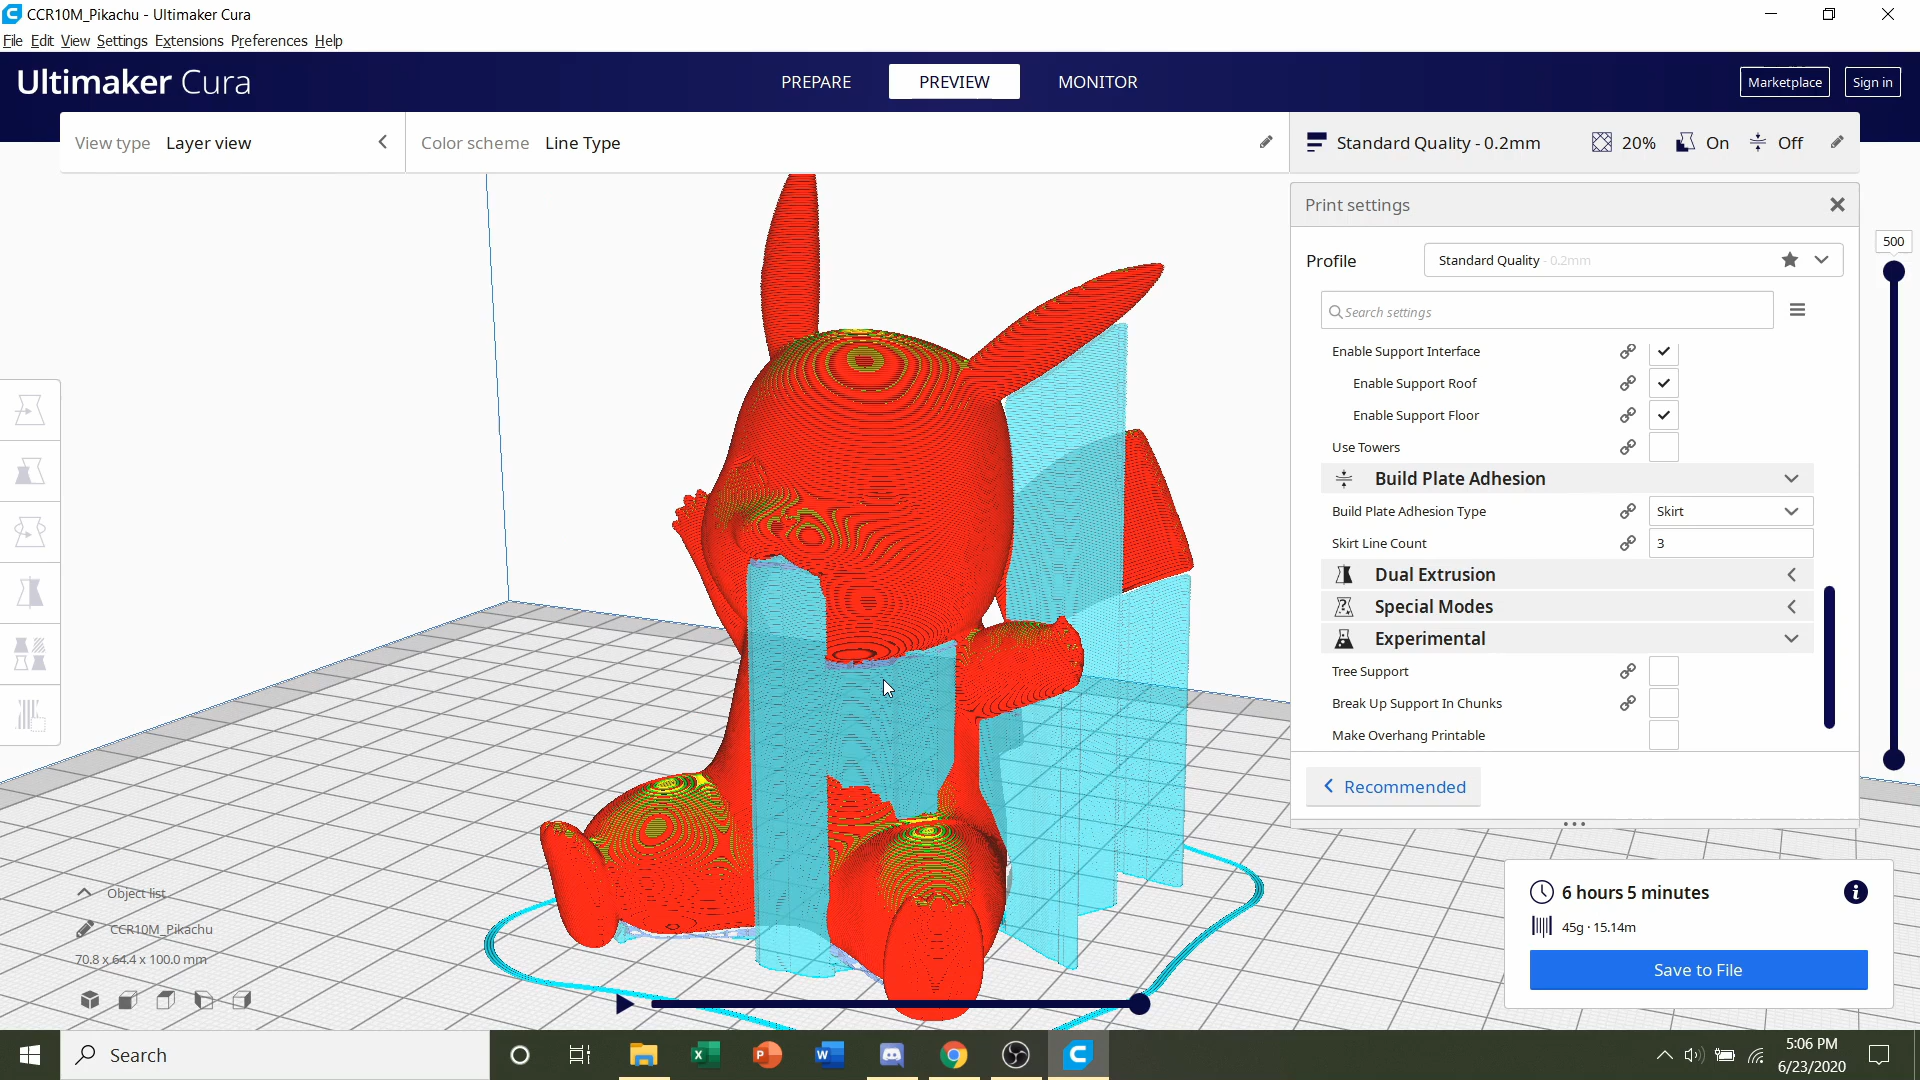 CCR10M_Pikachu - Ultimaker Cura
File Edit View Settings Extensions Preferences Help
Ultimaker Cura
PREPARE
PREVIEW
MONITOR
Marketplace
Sign in
View type Layer view
Color scheme Line Type
Standard Quality - 0.2mm
20%
On
Off
Print settings
500
Profile
Standard Quality - 0.2mm
Search settings
Enable Support Interface
Enable Support Roof
Enable Support Floor
Use Towers
Build Plate Adhesion
Build Plate Adhesion Type
Skirt
Skirt Line Count
3
Dual Extrusion
Special Modes
Experimental
Tree Support
Break Up Support In Chunks
Make Overhang Printable
Recommended
Object list
CCR10M_Pikachu
70.8 x 64.4 x 100.0 mm
6 hours 5 minutes
45g · 15.14m
Save to File
Search
5:06 PM
6/23/2020